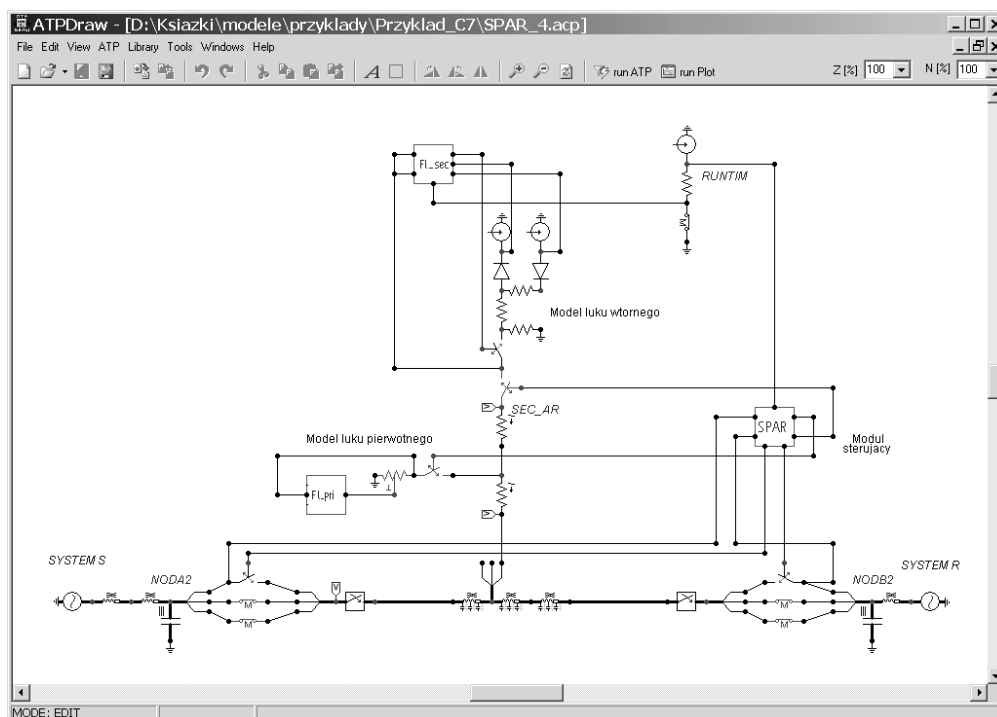 ATPDraw - [D:\Ksiazki\modele\przyklady\Przyklad_C7\SPAR_4.acp]
File Edit View ATP Library Tools Windows Help
A run ATP run Plot Z [%] 100 N [%] 100
Fl_sec
RUNTIM
M
Model luku wtornego
SEC_AR
V
SPAR
Modul
sterujacy
Model luku pierwotnego
Fl_pri
V
SYSTEM S
SYSTEM R
NODA2
NODB2
M
M
M
M
M
MODE: EDIT